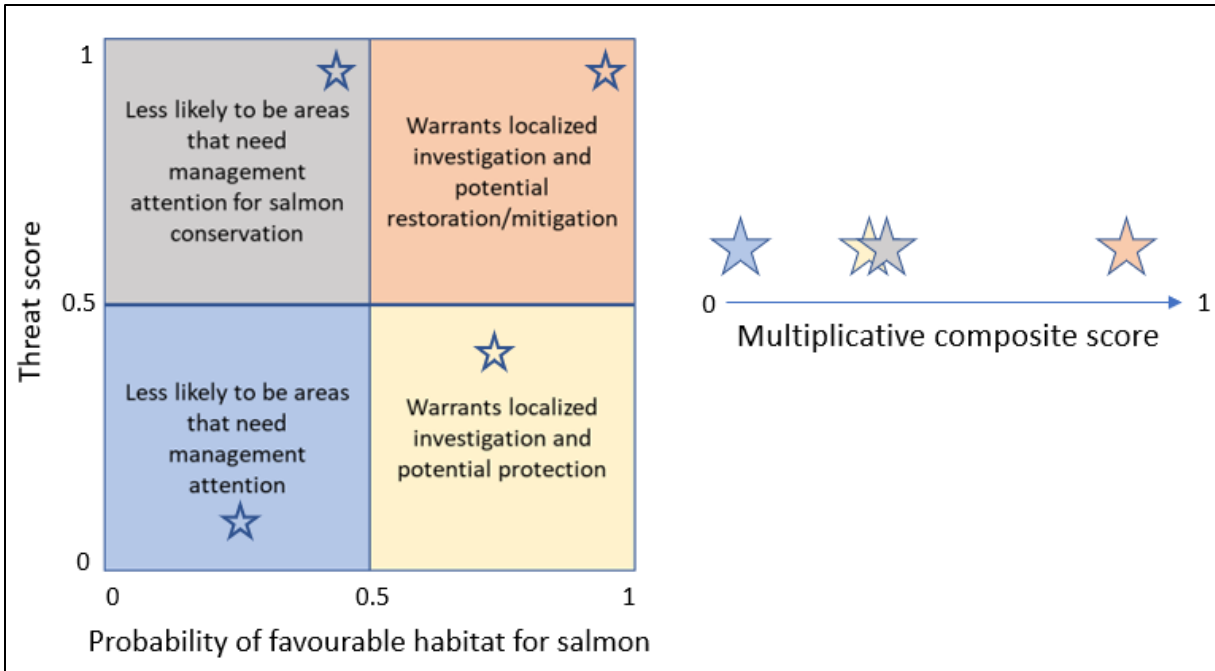 1
Less likely to be areas
that need
management
attention for salmon
conservation
Warrants localized
investigation and
potential
restoration/mitigation
Threat score
0.5
Less likely to be areas
that need
management
attention
Warrants localized
investigation and
potential protection
0
0
0.5
1
Probability of favourable habitat for salmon
0
1
Multiplicative composite score